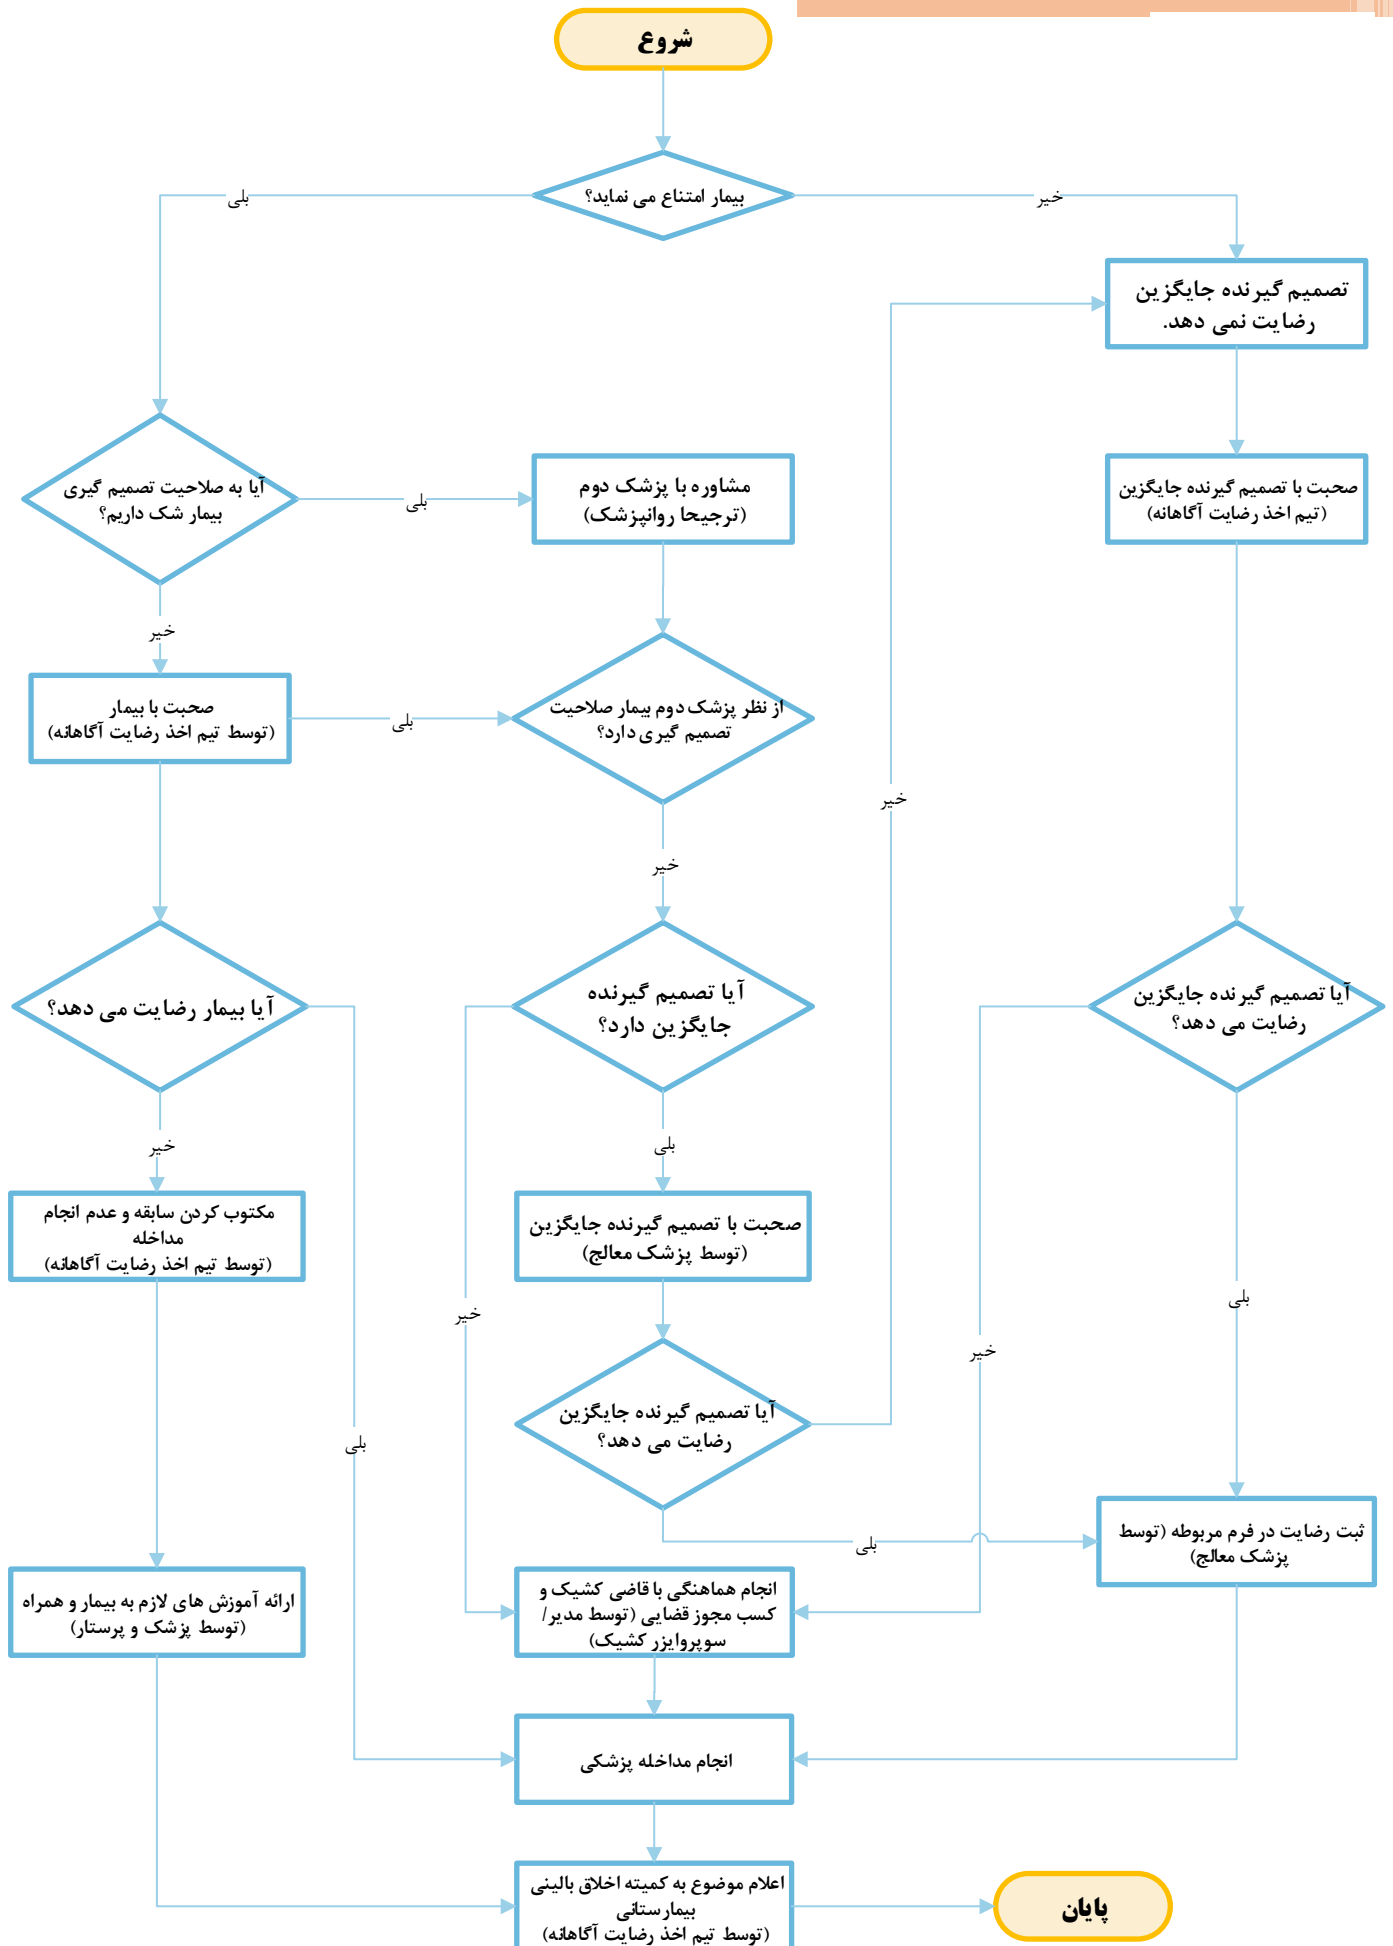 شروع
بیمار امتناع می نماید؟
بلی
خیر
تصمیم گیرنده جایگزین
رضایت نمی دهد.
آیا به صلاحیت تصمیم گیری
بیمار شک داریم؟
بلی
مشاوره با پزشک دوم
(ترجیحا روانپزشک)
صحبت با تصمیم گیرنده جایگزین
(تیم اخذ رضایت آگاهانه)
خیر
صحبت با بیمار
(توسط تیم اخذ رضایت آگاهانه)
بلی
از نظر پزشک دوم بیمار صلاحیت
تصمیم گیری دارد؟
خیر
خیر
آیا بیمار رضایت می دهد؟
آیا تصمیم گیرنده
جایگزین دارد؟
آیا تصمیم گیرنده جایگزین
رضایت می دهد؟
خیر
بلی
مکتوب کردن سابقه و عدم انجام
مداخله
(توسط تیم اخذ رضایت آگاهانه)
صحبت با تصمیم گیرنده جایگزین
(توسط پزشک معالج)
بلی
خیر
خیر
آیا تصمیم گیرنده جایگزین
رضایت می دهد؟
بلی
بلی
ثبت رضایت در فرم مربوطه (توسط
پزشک معالج)
ارائه آموزش های لازم به بیمار و همراه
(توسط پزشک و پرستار)
انجام هماهنگی با قاضی کشیک و
کسب مجوز قضایی (توسط مدیر/
سوپروایزر کشیک)
انجام مداخله پزشکی
اعلام موضوع به کمیته اخلاق بالینی
بیمارستانی
(توسط تیم اخذ رضایت آگاهانه)
پایان